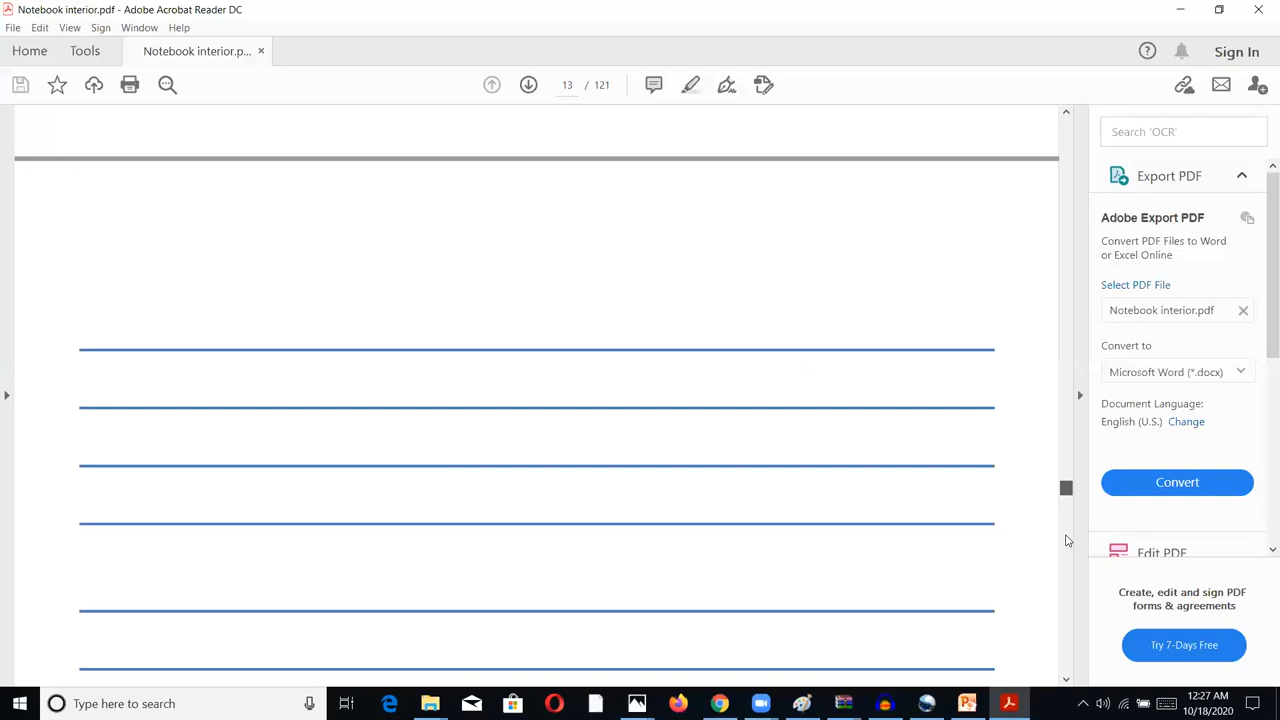 Notebook interior.pdf - Adobe Acrobat Reader DC
File Edit View Sign Window Help
Home Tools Notebook interior.p... × Sign In
13 / 121
Search 'OCR'
Export PDF
Adobe Export PDF
Convert PDF Files to Word
or Excel Online
Select PDF File
Notebook interior.pdf
Convert to
Microsoft Word (*.docx)
Document Language:
English (U.S.) Change
Convert
Edit PDF
Create, edit and sign PDF
forms & agreements
Try 7-Days Free
Type here to search
12:27 AM
10/18/2020